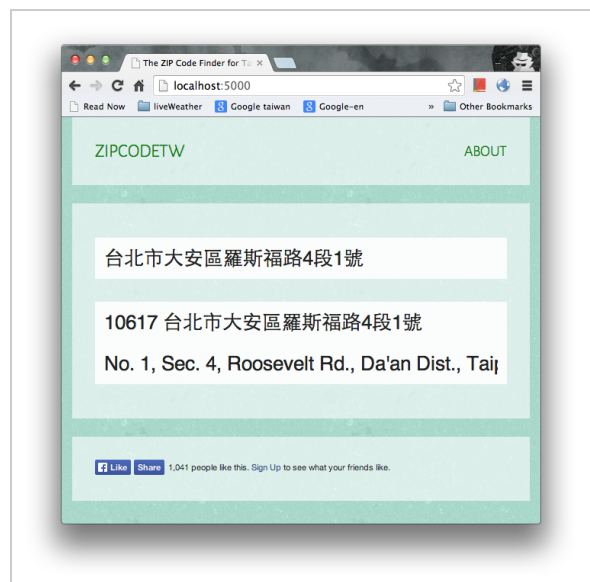 The ZIP Code Finder for Ta
localhost:5000
Read Now liveWeather Google taiwan Google-en » Other Bookmarks
ZIPCODETW ABOUT
台北市大安區羅斯福路4段1號
10617 台北市大安區羅斯福路4段1號
No. 1, Sec. 4, Roosevelt Rd., Da'an Dist., Taip
Like Share 1,041 people like this. Sign Up to see what your friends like.